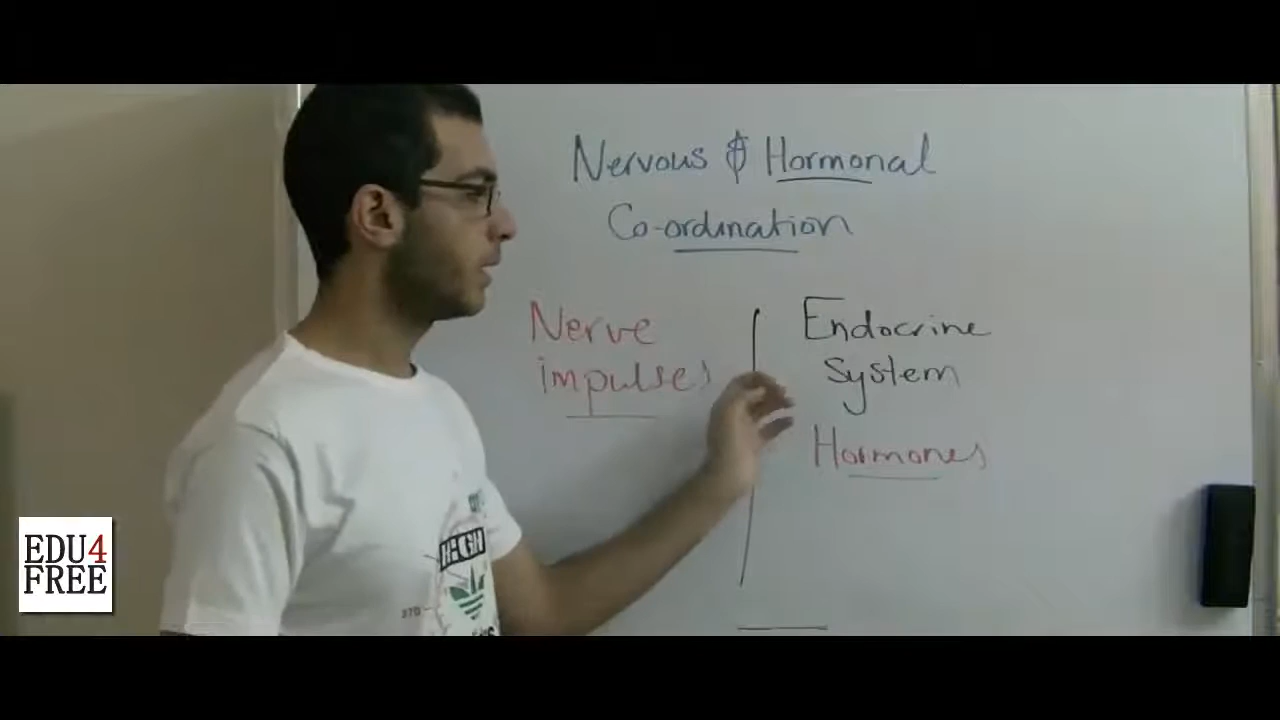 Nervous & Hormonal
Co-ordination
Nerve
impulses
Endocrine
System
Hormones
EDU4
FREE